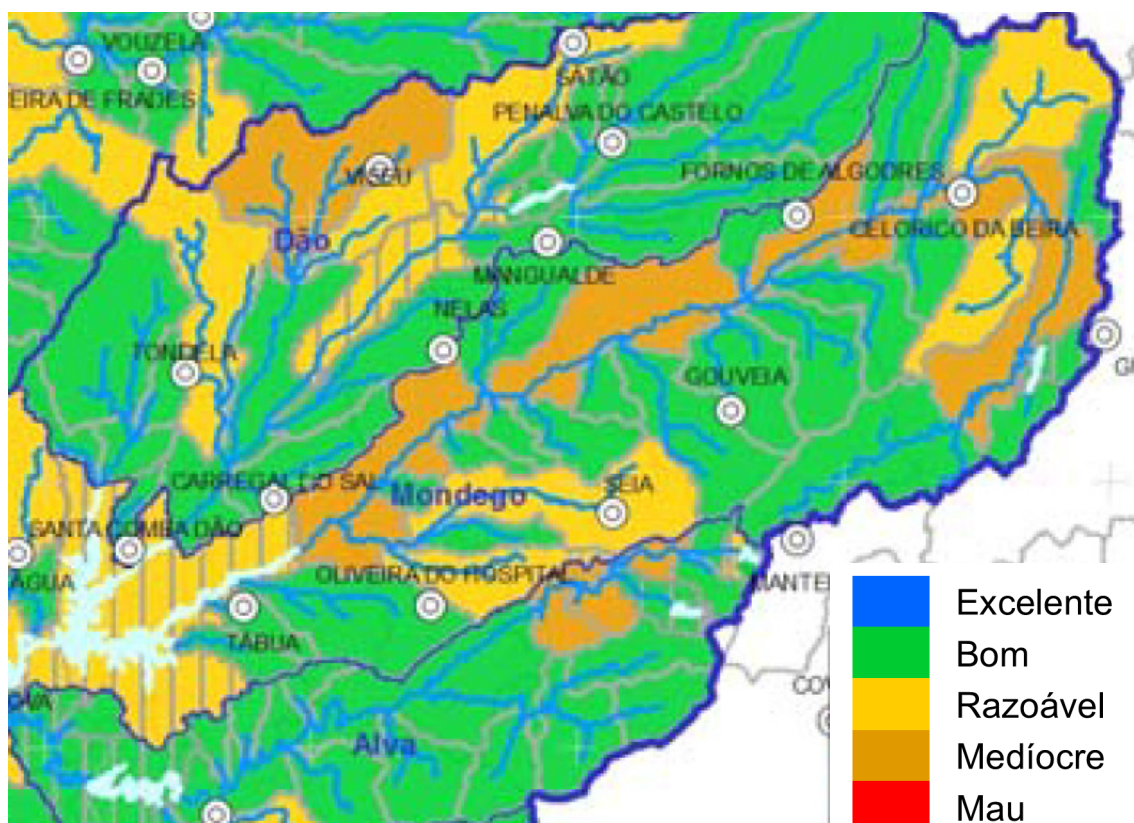 VOUZELA
EIRA DE FRADES
SATÃO
PENALVA DO CASTELO
VISEU
FORNOS DE ALGODRES
Dão
CELORICO DA BEIRA
MANGUALDE
NELAS
TONDELA
GOUVEIA
CARREGAL DO SAL
Mondego
SEIA
SANTA COMBA DÃO
ÁGUA
OLIVEIRA DO HOSPITAL
MANTE
TÁBUA
Alva
Excelente
Bom
Razoável
Medíocre
Mau